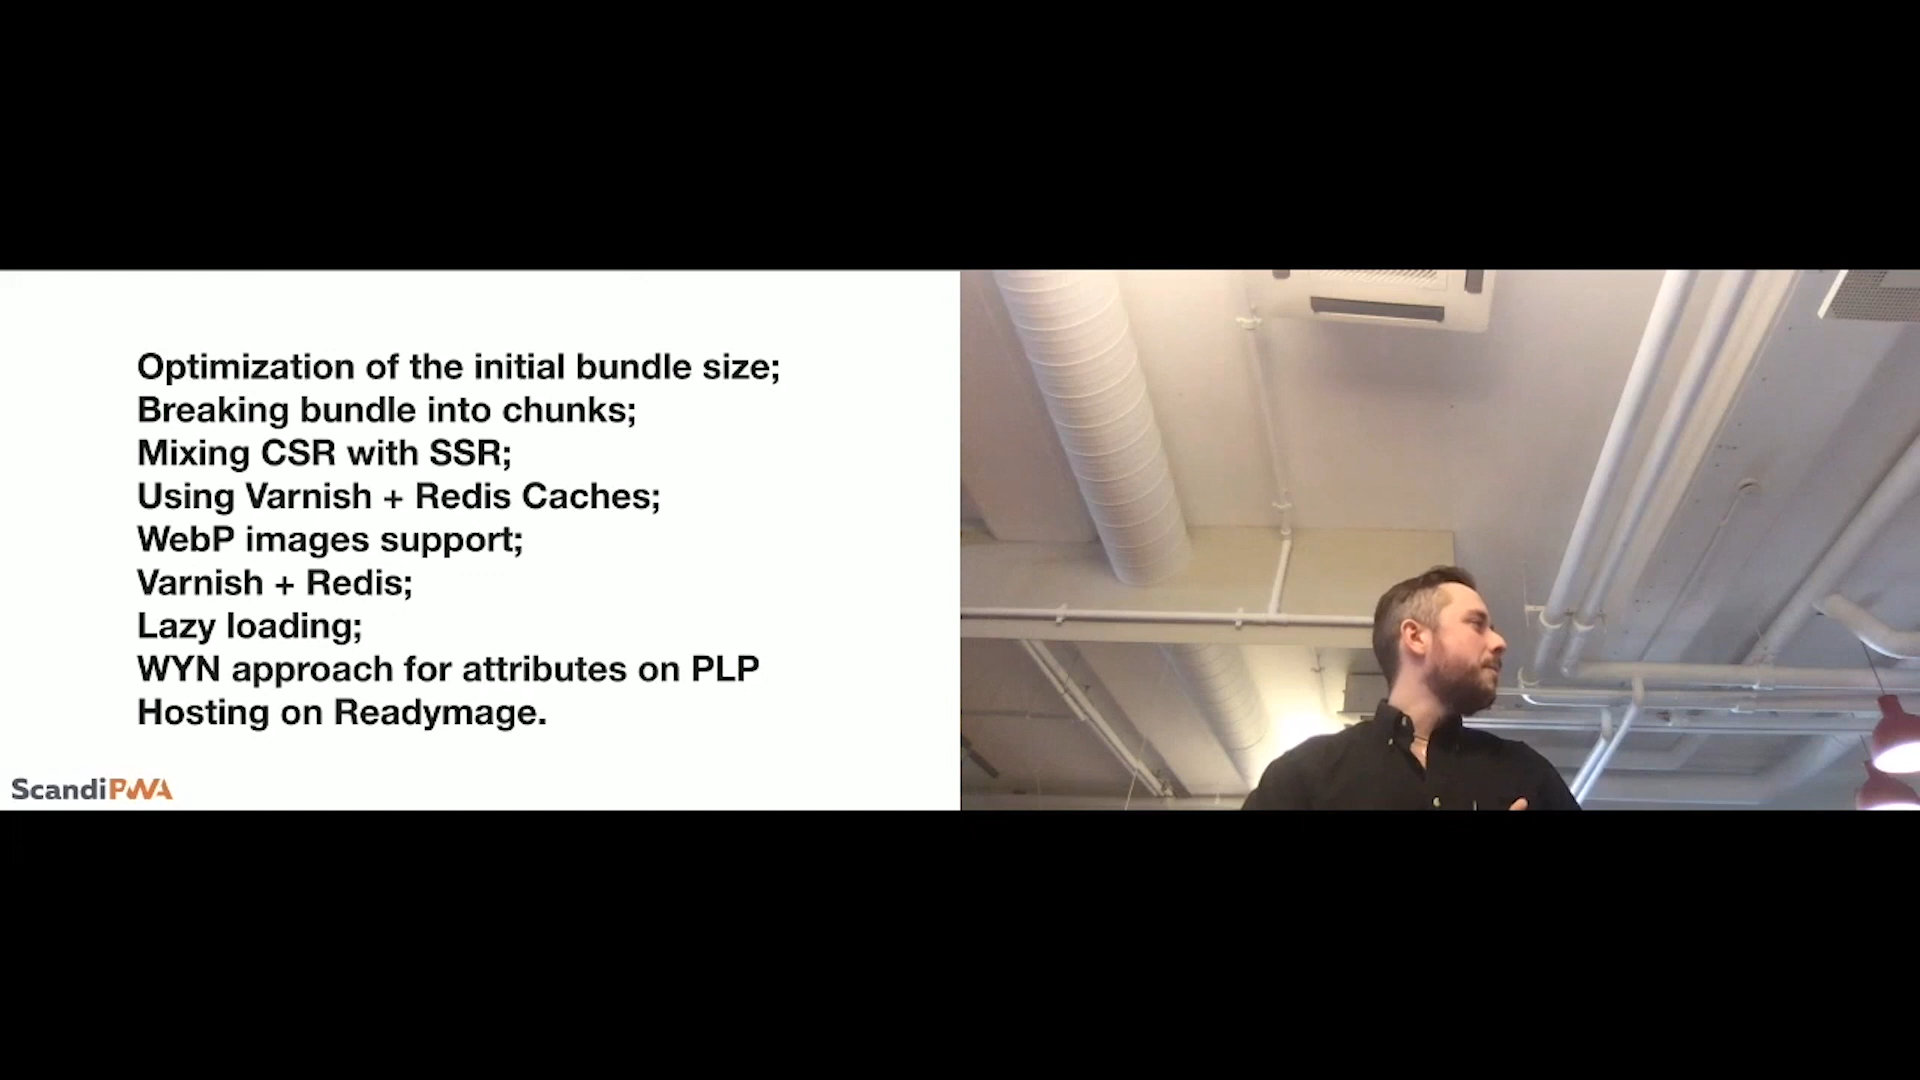 Optimization of the initial bundle size;
Breaking bundle into chunks;
Mixing CSR with SSR;
Using Varnish + Redis Caches;
WebP images support;
Varnish + Redis;
Lazy loading;
WYN approach for attributes on PLP
Hosting on Readymage.
ScandiPWA